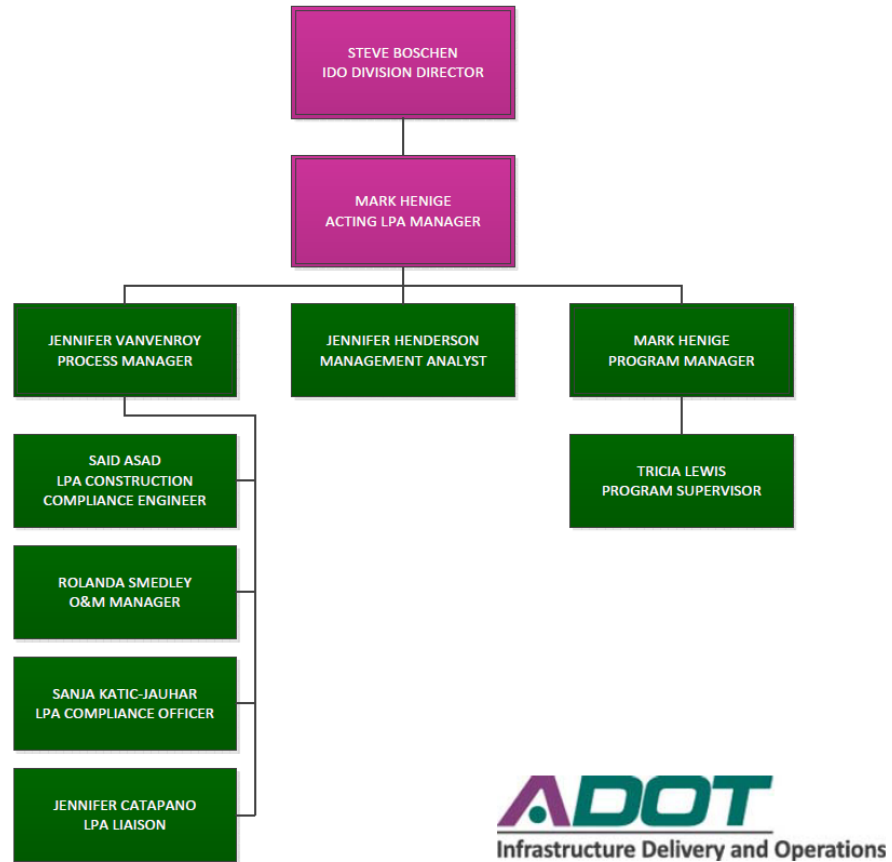 STEVE BOSCHEN
IDO DIVISION DIRECTOR
MARK HENIGE
ACTING LPA MANAGER
JENNIFER VANVENROY
PROCESS MANAGER
JENNIFER HENDERSON
MANAGEMENT ANALYST
MARK HENIGE
PROGRAM MANAGER
SAID ASAD
LPA CONSTRUCTION
COMPLIANCE ENGINEER
TRICIA LEWIS
PROGRAM SUPERVISOR
ROLANDA SMEDLEY
O&M MANAGER
SANJA KATIC-JAUHAR
LPA COMPLIANCE OFFICER
JENNIFER CATAPANO
LPA LIAISON
ADOT
Infrastructure Delivery and Operations